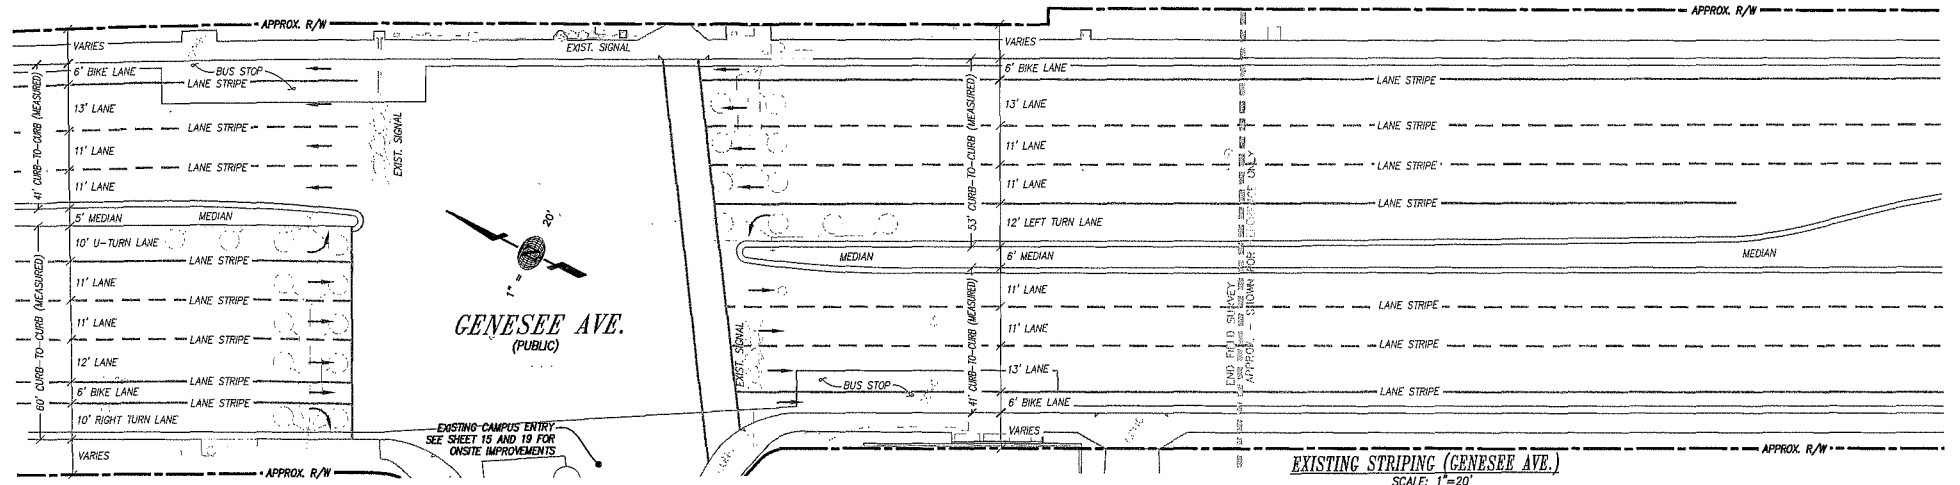 APPROX. R/W
APPROX. R/W
VARIES
EXIST. SIGNAL
VARIES
6' BIKE LANE
BUS STOP
LANE STRIPE
6' BIKE LANE
LANE STRIPE
41' CURB-TO-CURB (MEASURED)
13' LANE
LANE STRIPE
11' LANE
LANE STRIPE
11' LANE
EXIST. SIGNAL
53' CURB-TO-CURB (MEASURED)
13' LANE
LANE STRIPE
11' LANE
LANE STRIPE
11' LANE
LANE STRIPE
5' MEDIAN
MEDIAN
12' LEFT TURN LANE
10' U-TURN LANE
LANE STRIPE
20'
1" =
MEDIAN
6' MEDIAN
MEDIAN
60' CURB-TO-CURB (MEASURED)
11' LANE
LANE STRIPE
11' LANE
LANE STRIPE
12' LANE
LANE STRIPE
6' BIKE LANE
LANE STRIPE
10' RIGHT TURN LANE
VARIES
APPROX. R/W
GENESEE AVE.
(PUBLIC)
EXIST. SIGNAL
41' CURB-TO-CURB (MEASURED)
11' LANE
LANE STRIPE
11' LANE
LANE STRIPE
13' LANE
BUS STOP
LANE STRIPE
6' BIKE LANE
VARIES
END FIELD SURVEY
APPROX. - SHOWN FOR REFERENCE ONLY
EXISTING CAMPUS ENTRY
SEE SHEET 15 AND 19 FOR
ONSITE IMPROVEMENTS
APPROX. R/W
EXISTING STRIPING (GENESEE AVE.)
SCALE: 1"=20'